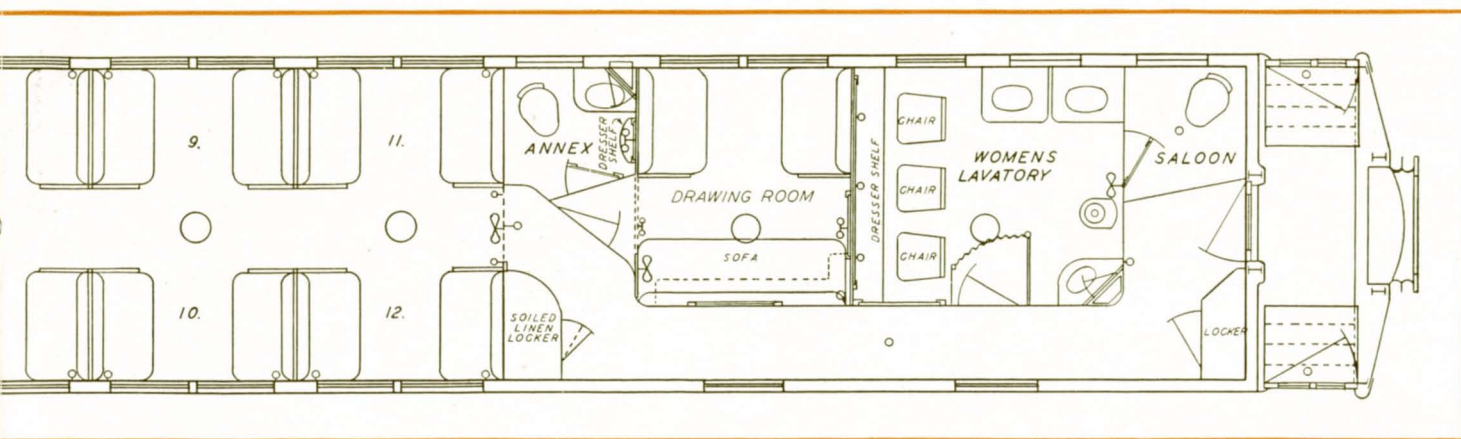 9.
11.
10.
12.
ANNEX
DRESSER
SHELF
SOILED
LINEN
LOCKER
DRAWING ROOM
SOFA
DRESSER SHELF
CHAIR
CHAIR
CHAIR
WOMENS
LAVATORY
SALOON
LOCKER